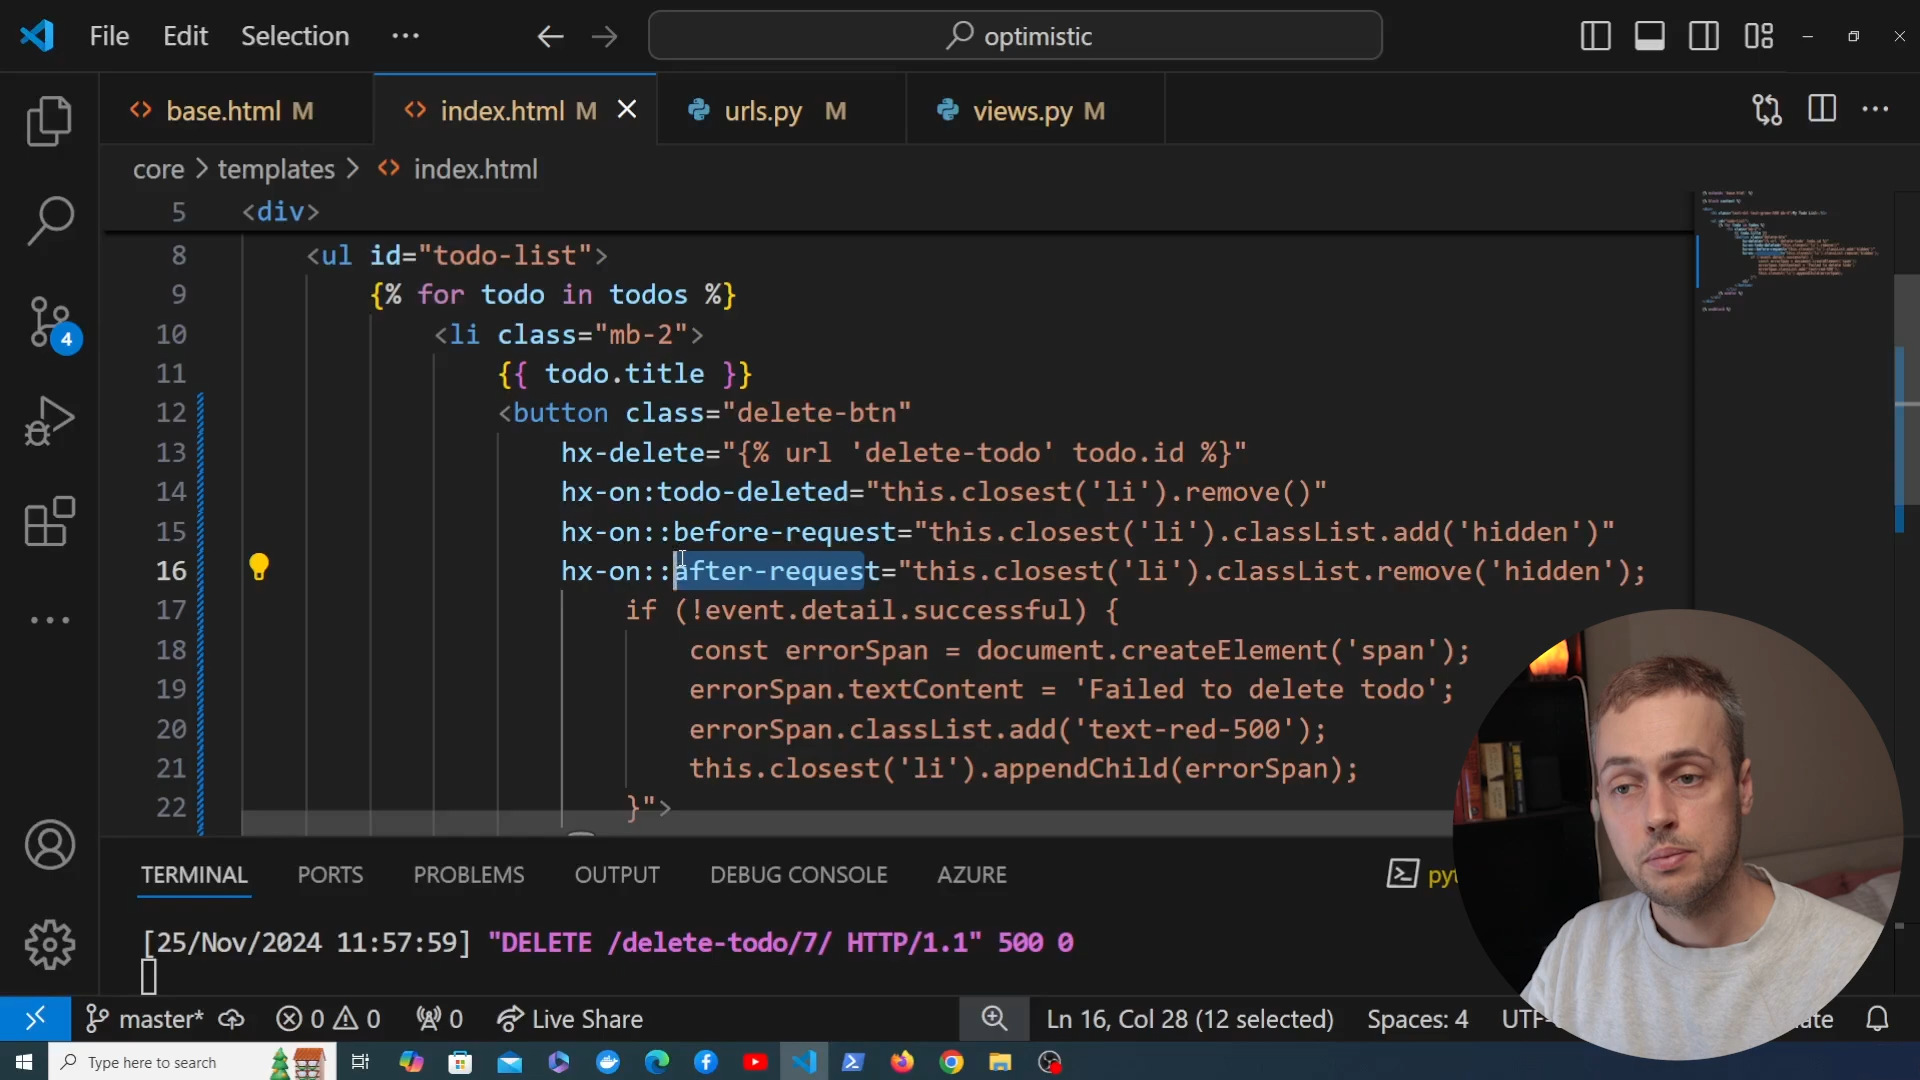 File Edit Selection ··· optimistic
base.html M index.html M urls.py M views.py M
core > templates > index.html
5 <div>
8 <ul id="todo-list">
9 {% for todo in todos %}
10 <li class="mb-2">
11 {{ todo.title }}
12 <button class="delete-btn"
13 hx-delete="{% url 'delete-todo' todo.id %}"
14 hx-on:todo-deleted="this.closest('li').remove()"
15 hx-on::before-request="this.closest('li').classList.add('hidden')"
16 hx-on::after-request="this.closest('li').classList.remove('hidden');
17 if (!event.detail.successful) {
18 const errorSpan = document.createElement('span');
19 errorSpan.textContent = 'Failed to delete todo';
20 errorSpan.classList.add('text-red-500');
21 this.closest('li').appendChild(errorSpan);
22 }">
4
TERMINAL PORTS PROBLEMS OUTPUT DEBUG CONSOLE AZURE
[25/Nov/2024 11:57:59] "DELETE /delete-todo/7/ HTTP/1.1" 500 0
master* 0 0 0 Live Share Ln 16, Col 28 (12 selected) Spaces: 4
Type here to search